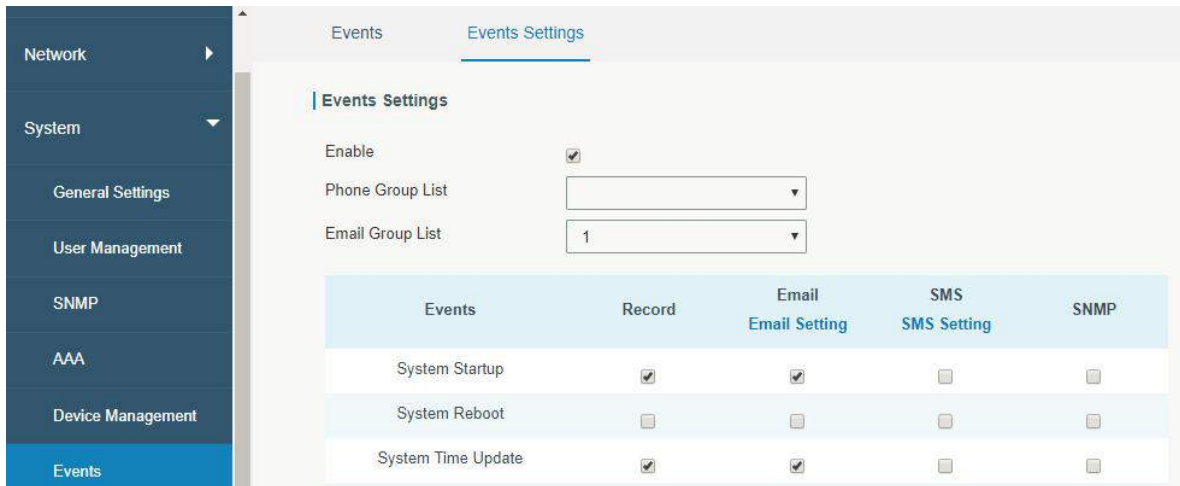 Network
System
General Settings
User Management
SNMP
AAA
Device Management
Events
Events Events Settings
Events Settings
Enable
Phone Group List
Email Group List 1
Events Record Email SMS SNMP
Email Setting SMS Setting
System Startup
System Reboot
System Time Update